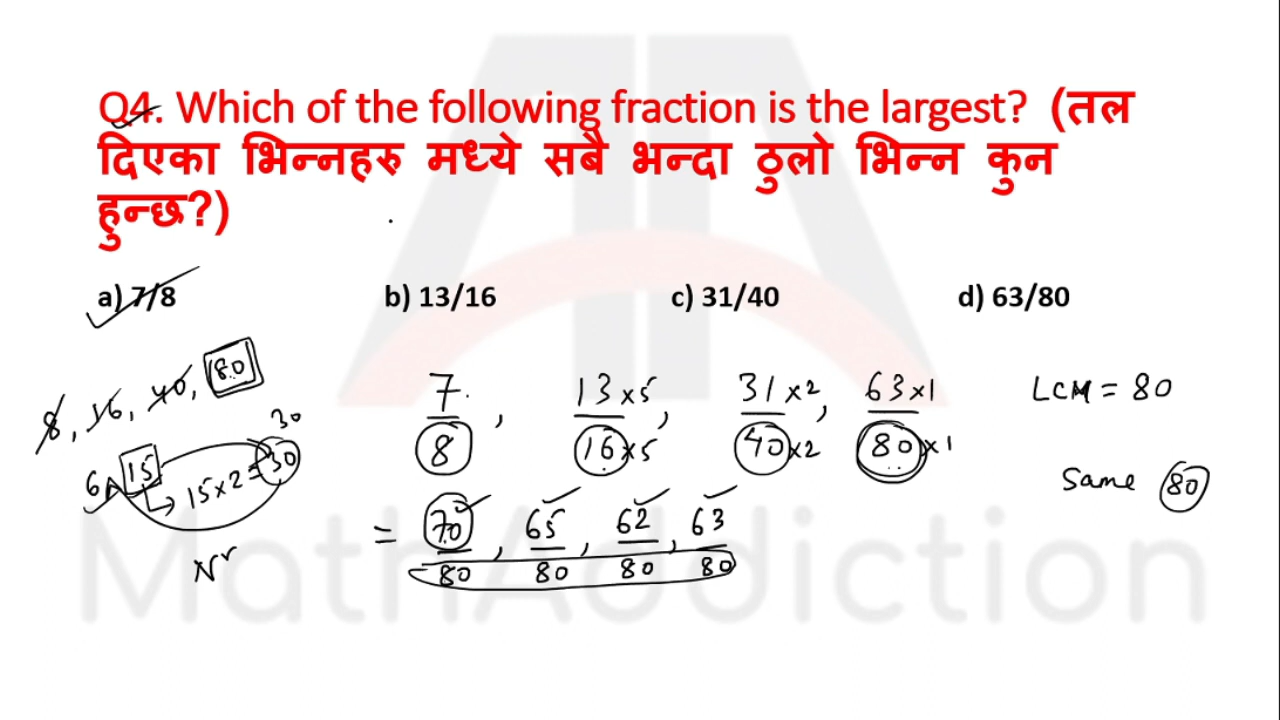 Q4. Which of the following fraction is the largest? (तल
दिएका भिन्नहरु मध्ये सबै भन्दा ठुलो भिन्न कुन
हुन्छ?)
a) 7/8 b) 13/16 c) 31/40 d) 63/80
8, 16, 40, 80
7/8, 13×5/16×5, 31×2/40×2, 63×1/80×1
LCM = 80
30
6, 15
15×2=30
Same 80
= 70/80, 65/80, 62/80, 63/80
Nr
MathAddiction